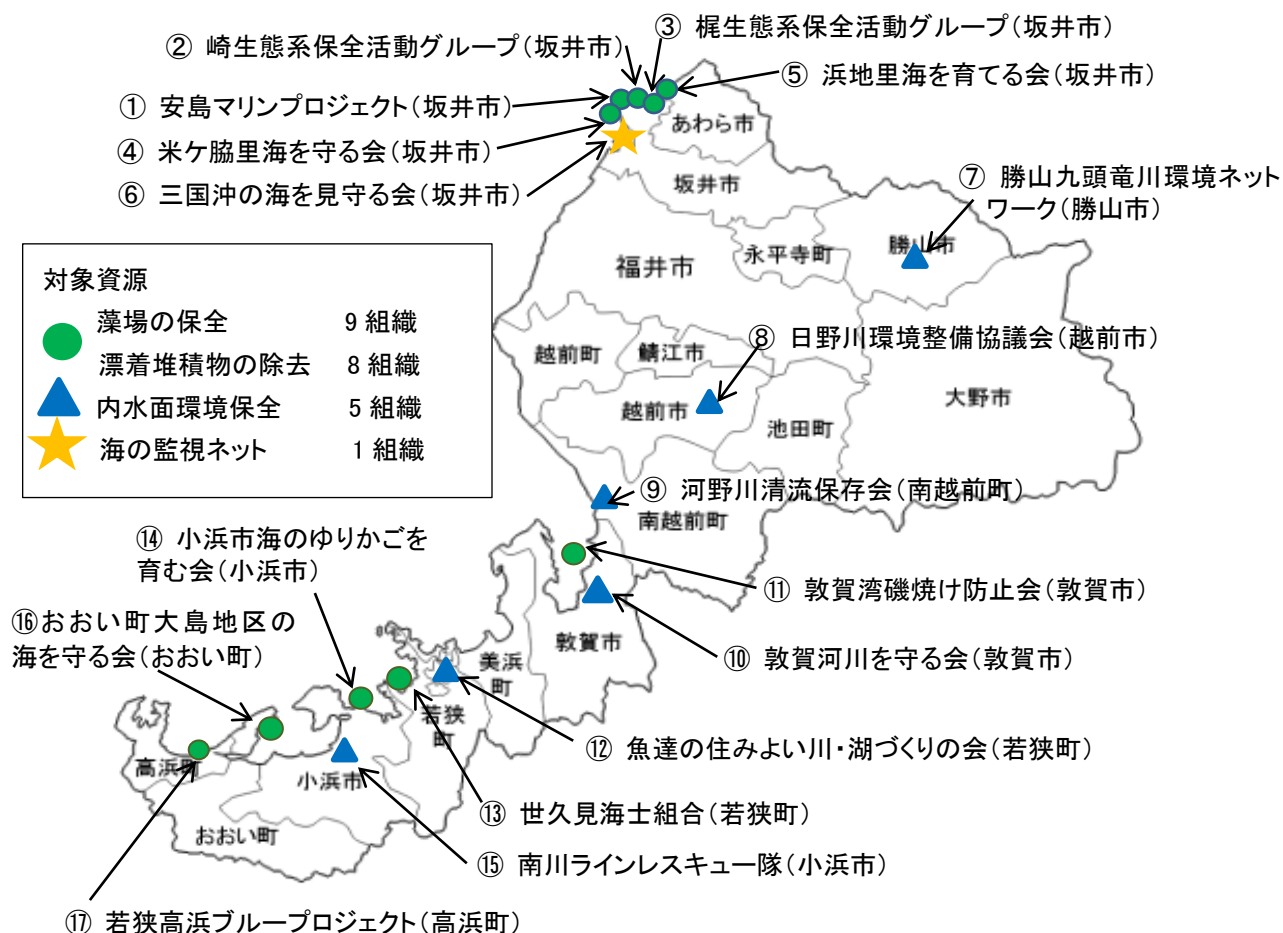 ③ 梶生態系保全活動グループ(坂井市)
② 崎生態系保全活動グループ(坂井市)
⑤ 浜地里海を育てる会(坂井市)
① 安島マリンプロジェクト(坂井市)
あわら市
④ 米ケ脇里海を守る会(坂井市)
⑥ 三国沖の海を見守る会(坂井市)
坂井市
⑦ 勝山九頭竜川環境ネット
ワーク(勝山市)
勝山市
永平寺町
福井市
対象資源
藻場の保全 9 組織
漂着堆積物の除去 8 組織
内水面環境保全 5 組織
海の監視ネット 1 組織
越前町
鯖江市
⑧ 日野川環境整備協議会(越前市)
越前市
池田町
大野市
⑨ 河野川清流保存会(南越前町)
南越前町
⑭ 小浜市海のゆりかごを
育む会(小浜市)
⑪ 敦賀湾磯焼け防止会(敦賀市)
⑯おおい町大島地区の
海を守る会(おおい町)
敦賀市
⑩ 敦賀河川を守る会(敦賀市)
美浜
町
若狭
町
⑫ 魚達の住みよい川・湖づくりの会(若狭町)
高浜町
小浜市
⑬ 世久見海士組合(若狭町)
おおい町
⑮ 南川ラインレスキュー隊(小浜市)
⑰ 若狭高浜ブループロジェクト(高浜町)